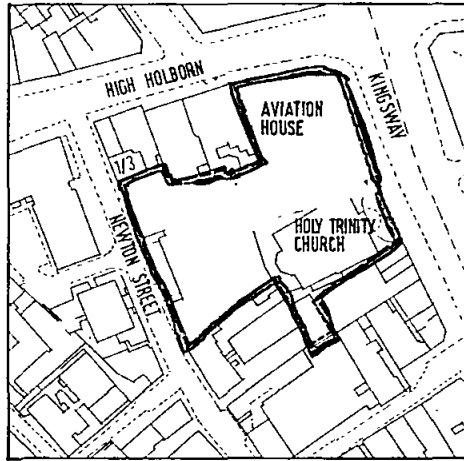 HIGH HOLBORN
KINGSWAY
AVIATION
HOUSE
1/3
NEWTON STREET
HOLY TRINITY
CHURCH